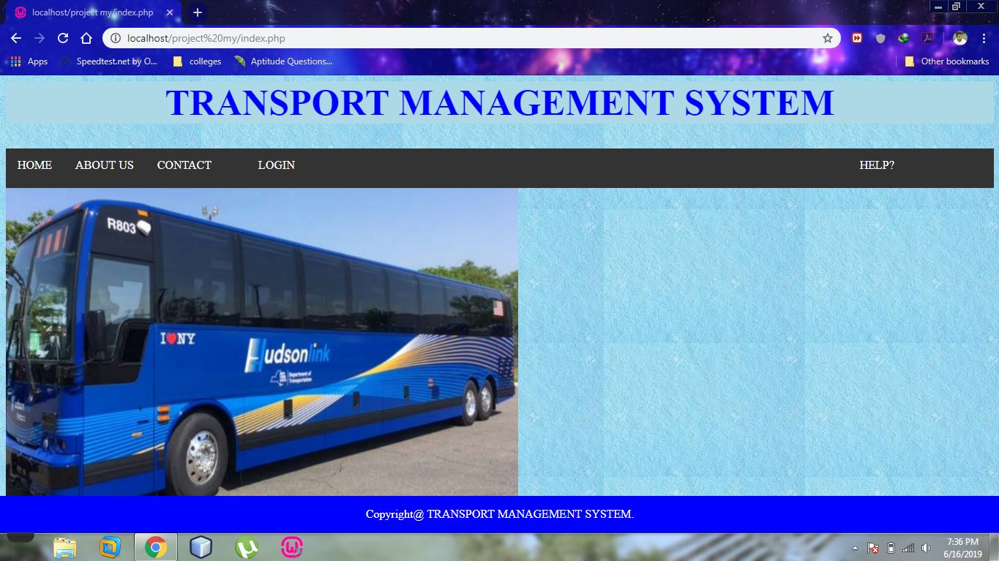 localhost/project my/index.php
localhost/project%20my/index.php
Apps
Speedtest.net by O...
colleges
Aptitude Questions...
Other bookmarks
TRANSPORT MANAGEMENT SYSTEM
HOME
ABOUT US
CONTACT
LOGIN
HELP?
R803
I NY
Hudsonlink
Department of
Transportation
Copyright@ TRANSPORT MANAGEMENT SYSTEM.
7:36 PM
6/16/2019